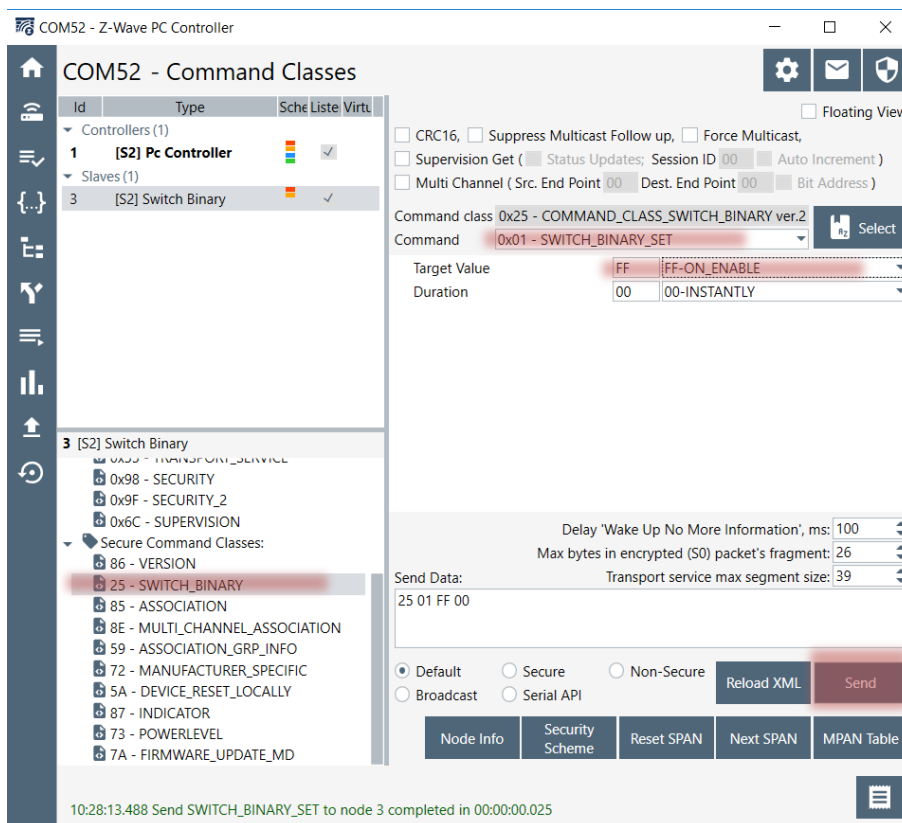 COM52 - Z-Wave PC Controller
COM52 - Command Classes
Id Type Sche Liste Virtu
Controllers (1)
1 [S2] Pc Controller
Slaves (1)
3 [S2] Switch Binary
Floating View
CRC16, Suppress Multicast Follow up, Force Multicast,
Supervision Get ( Status Updates; Session ID 00 Auto Increment )
Multi Channel ( Src. End Point 00 Dest. End Point 00 Bit Address )
Command class 0x25 - COMMAND_CLASS_SWITCH_BINARY ver.2
Select
Command 0x01 - SWITCH_BINARY_SET
Target Value FF FF-ON_ENABLE
Duration 00 00-INSTANTLY
3 [S2] Switch Binary
0x55 - TRANSPORT_SERVICE
0x98 - SECURITY
0x9F - SECURITY_2
0x6C - SUPERVISION
Secure Command Classes:
86 - VERSION
25 - SWITCH_BINARY
85 - ASSOCIATION
8E - MULTI_CHANNEL_ASSOCIATION
59 - ASSOCIATION_GRP_INFO
72 - MANUFACTURER_SPECIFIC
5A - DEVICE_RESET_LOCALLY
87 - INDICATOR
73 - POWERLEVEL
7A - FIRMWARE_UPDATE_MD
Delay 'Wake Up No More Information', ms: 100
Max bytes in encrypted (S0) packet's fragment: 26
Send Data: Transport service max segment size: 39
25 01 FF 00
Default Secure Non-Secure
Broadcast Serial API
Reload XML Send
Node Info Security Scheme Reset SPAN Next SPAN MPAN Table
10:28:13.488 Send SWITCH_BINARY_SET to node 3 completed in 00:00:00.025